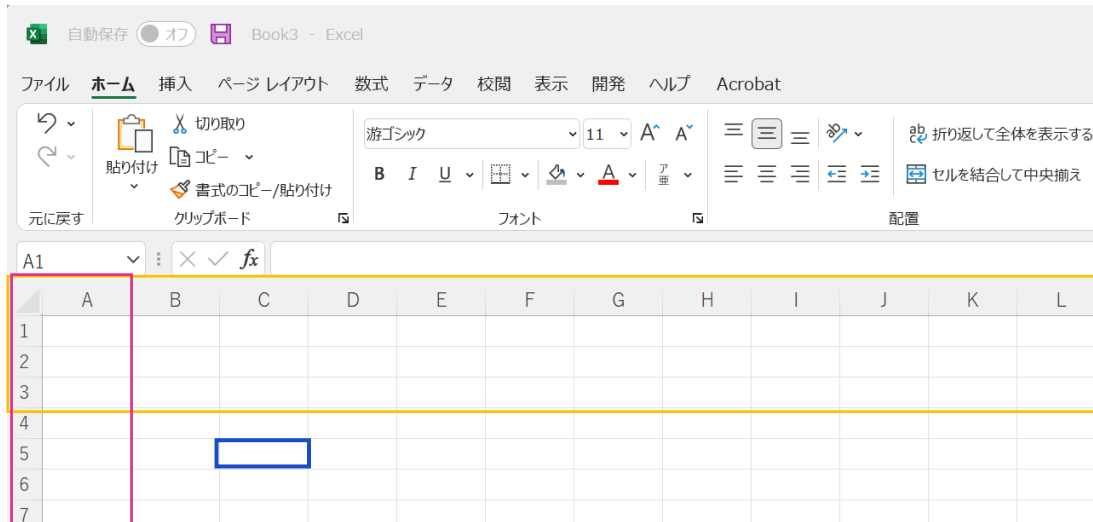 自動保存 オフ Book3 - Excel
ファイル ホーム 挿入 ページ レイアウト 数式 データ 校閲 表示 開発 ヘルプ Acrobat
切り取り
游ゴシック 11 A A ab 折り返して全体を表示する
コピー
貼り付け
B I U A ア亜 セルを結合して中央揃え
書式のコピー/貼り付け
元に戻す クリップボード フォント 配置
A1 fx
A B C D E F G H I J K L
1
2
3
4
5
6
7